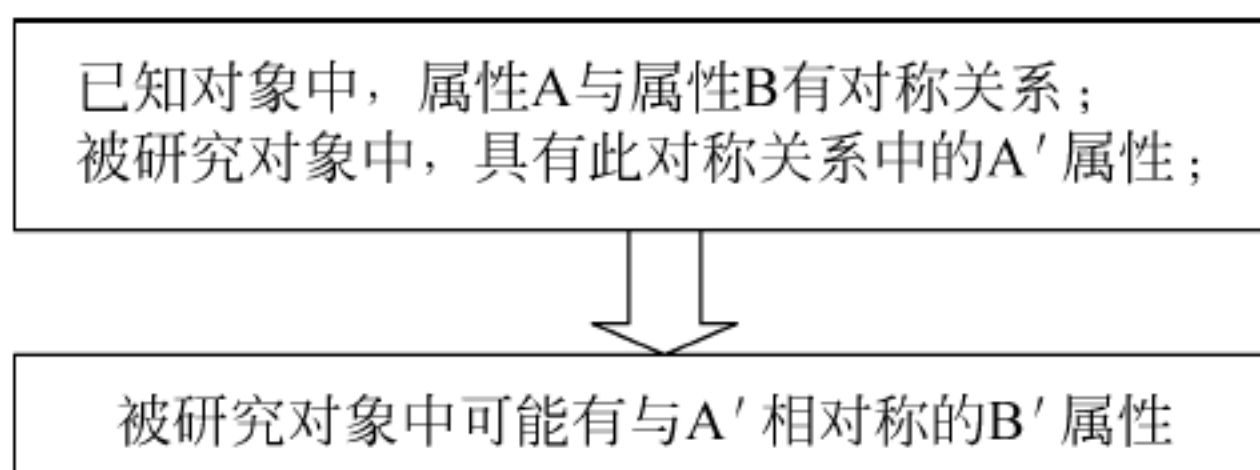 已知对象中，属性A与属性B有对称关系；
被研究对象中，具有此对称关系中的A′属性；
被研究对象中可能有与A′相对称的B′属性